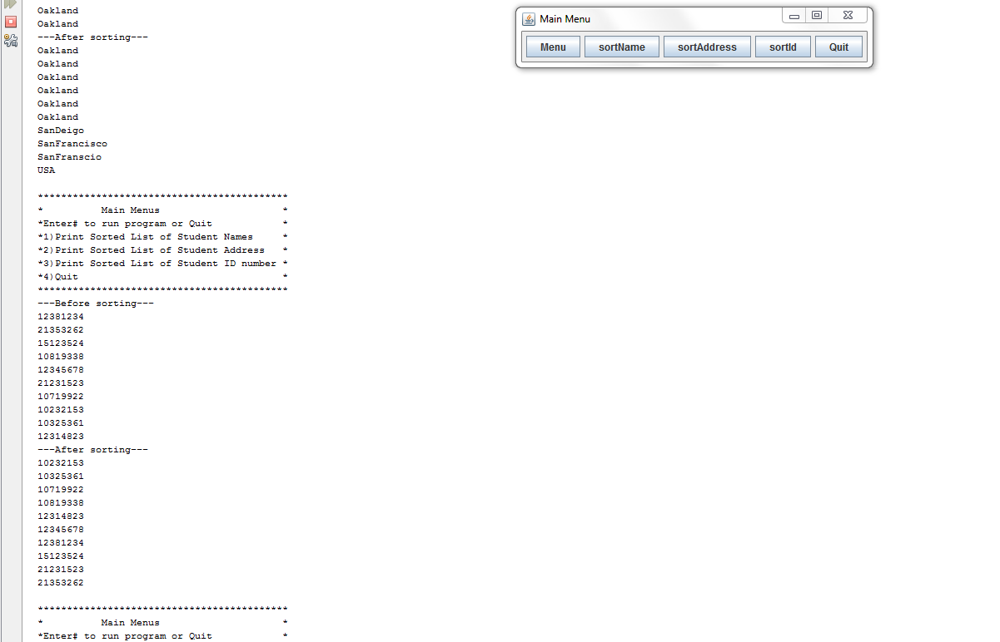 Oakland
Oakland
---After sorting---
Oakland
Oakland
Oakland
Oakland
Oakland
Oakland
SanDeigo
SanFrancisco
SanFranscio
USA
*******************************************
*          Main Menus                     *
*Enter# to run program or Quit            *
*1)Print Sorted List of Student Names     *
*2)Print Sorted List of Student Address   *
*3)Print Sorted List of Student ID number *
*4)Quit                                   *
*******************************************
---Before sorting---
12381234
21353262
15123524
10819338
12345678
21231523
10719922
10232153
10325361
12314823
---After sorting---
10232153
10325361
10719922
10819338
12314823
12345678
12381234
15123524
21231523
21353262
*******************************************
*          Main Menus                     *
*Enter# to run program or Quit            *
Main Menu
Menu sortName sortAddress sortId Quit